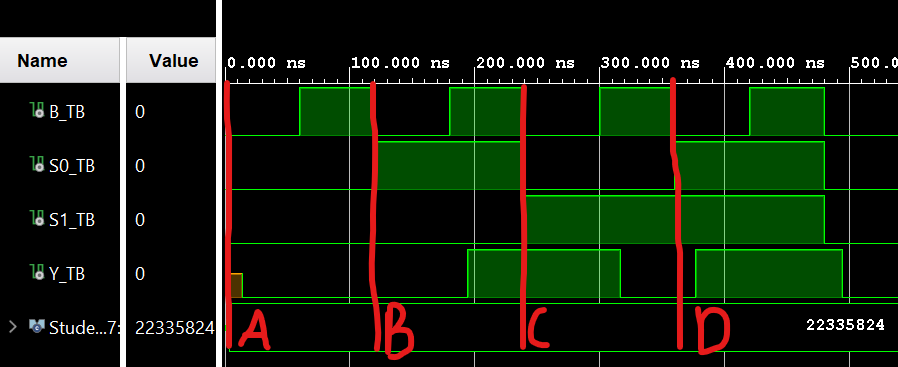 Name Value 0.000 ns 100.000 ns 200.000 ns 300.000 ns 400.000 ns 500.0
B_TB 0
S0_TB 0
S1_TB 0
Y_TB 0
Stude...7: 22335824 22335824
A B C D